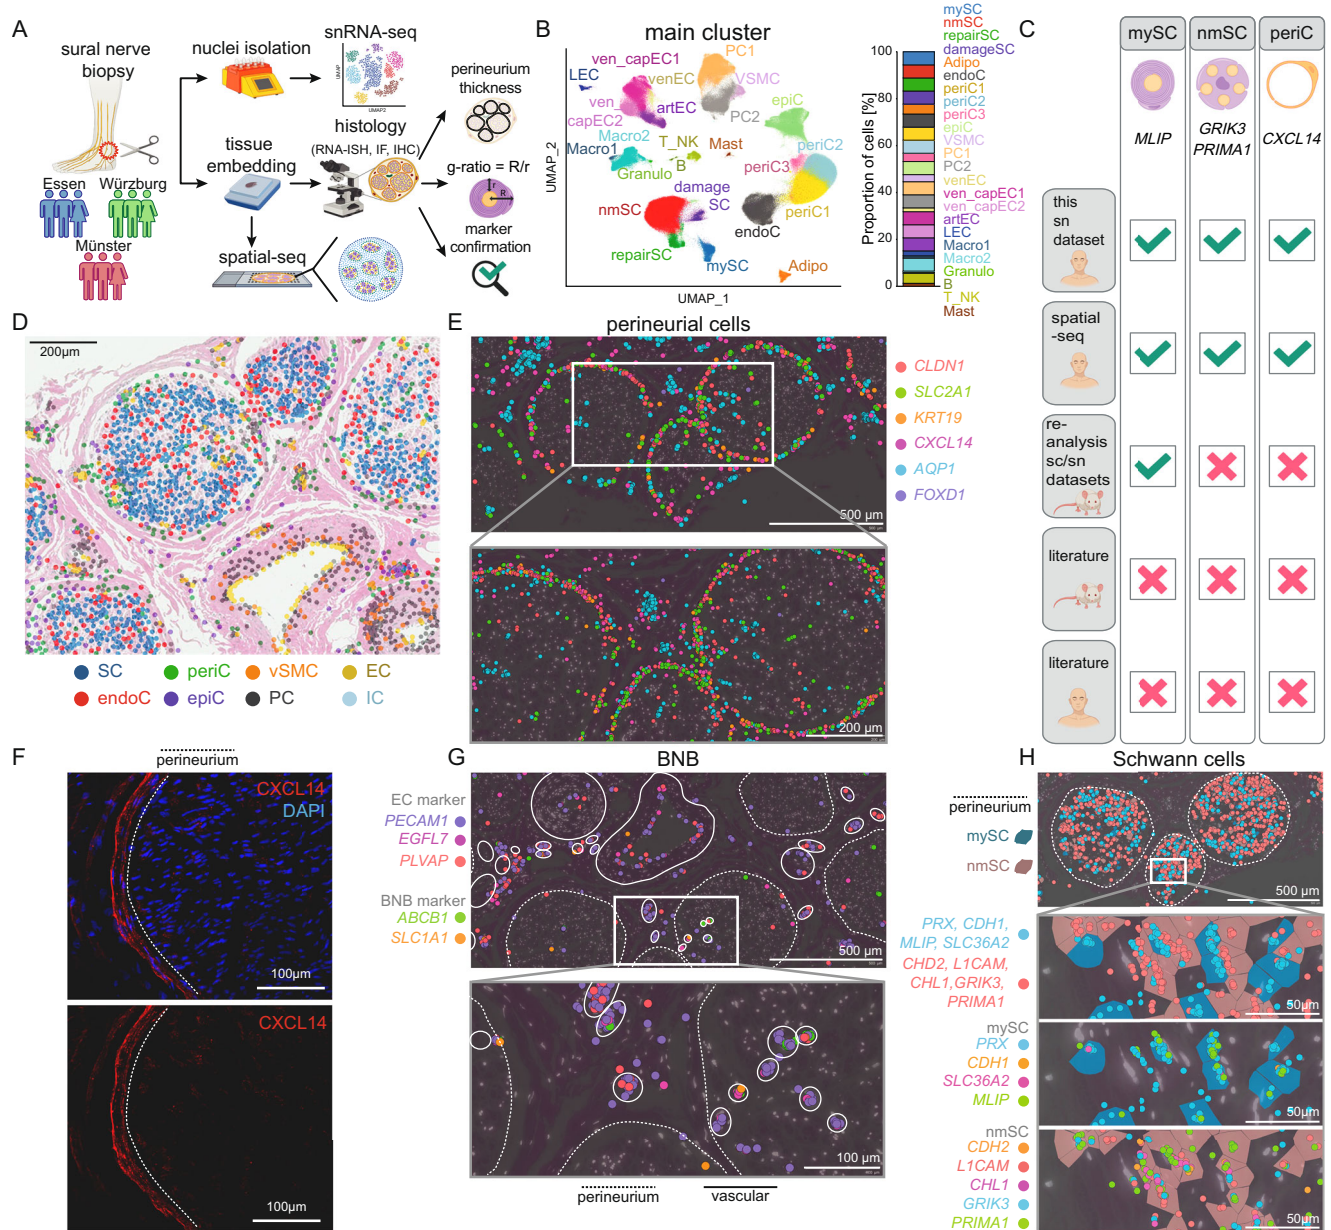 A
sural nerve
biopsy
Essen
Würzburg
Münster
nuclei isolation
snRNA-seq
UMAP
UMAP2
tissue
embedding
histology
(RNA-ISH, IF, IHC)
spatial-seq
perineurium
thickness
g-ratio = R/r
r
R
marker
confirmation
B
main cluster
UMAP_2
UMAP_1
ven_capEC1
LEC
venEC
PC1
VSMC
ven
capEC2
artEC
PC2
epiC
Macro2
Macro1
T_NK
Mast
periC2
Granulo
B
periC3
damage
SC
nmSC
periC1
endoC
repairSC
mySC
Adipo
Proportion of cells [%]
100
80
60
40
20
0
mySC
nmSC
repairSC
damageSC
Adipo
endoC
periC1
periC2
periC3
epiC
VSMC
PC1
PC2
venEC
ven_capEC1
ven_capEC2
artEC
LEC
Macro1
Macro2
Granulo
B
T_NK
Mast
C
mySC
nmSC
periC
MLIP
GRIK3
PRIMA1
CXCL14
this
sn
dataset
spatial
-seq
re-
analysis
sc/sn
datasets
literature
literature
D
200µm
SC
periC
vSMC
EC
endoC
epiC
PC
IC
E
perineurial cells
500 µm
200 µm
CLDN1
SLC2A1
KRT19
CXCL14
AQP1
FOXD1
F
perineurium
CXCL14
DAPI
100µm
CXCL14
100µm
G
BNB
EC marker
PECAM1
EGFL7
PLVAP
BNB marker
ABCB1
SLC1A1
500 µm
100 µm
perineurium
vascular
H
Schwann cells
perineurium
mySC
nmSC
500 µm
PRX, CDH1,
MLIP, SLC36A2
CHD2, L1CAM,
CHL1,GRIK3,
PRIMA1
50µm
mySC
PRX
CDH1
SLC36A2
MLIP
50µm
nmSC
CDH2
L1CAM
CHL1
GRIK3
PRIMA1
50µm